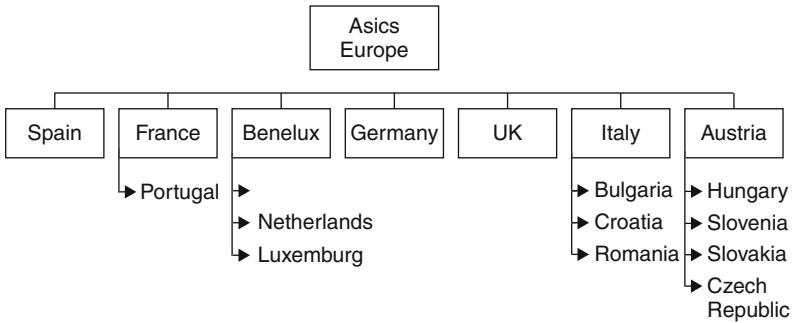 Asics
Europe
Spain
France
Benelux
Germany
UK
Italy
Austria
Portugal
Netherlands
Luxemburg
Bulgaria
Croatia
Romania
Hungary
Slovenia
Slovakia
Czech
Republic